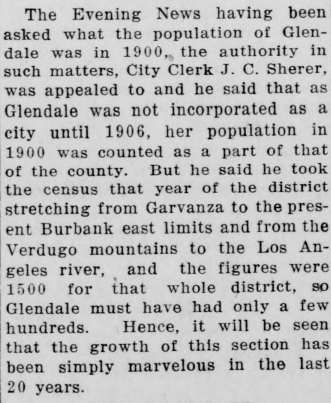 The Evening News having been
asked what the population of Glen-
dale was in 1900, the authority in
such matters, City Clerk J. C. Sherer,
was appealed to and he said that as
Glendale was not incorporated as a
city until 1906, her population in
1900 was counted as a part of that
of the county. But he said he took
the census that year of the district
stretching from Garvanza to the pres-
ent Burbank east limits and from the
Verdugo mountains to the Los An-
geles river, and the figures were
1500 for that whole district, so
Glendale must have had only a few
hundreds. Hence, it will be seen
that the growth of this section has
been simply marvelous in the last
20 years.